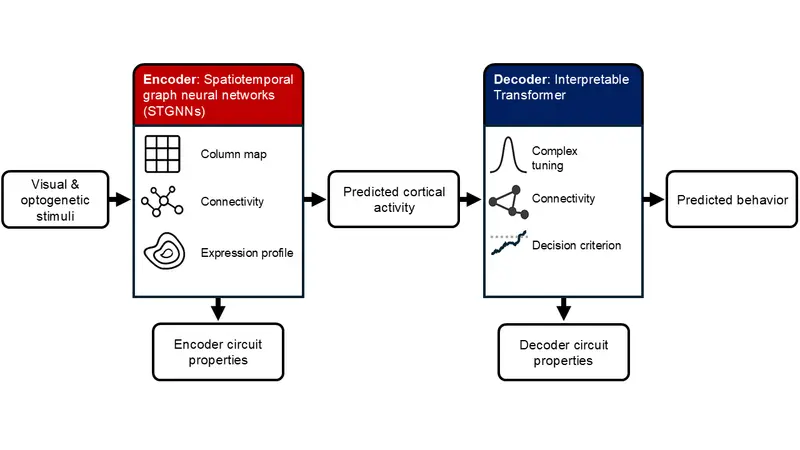 Encoder: Spatiotemporal
graph neural networks
(STGNNs)
Column map
Connectivity
Expression profile
Visual &
optogenetic
stimuli
Predicted cortical
activity
Encoder circuit
properties
Decoder: Interpretable
Transformer
Complex
tuning
Connectivity
Decision criterion
Predicted behavior
Decoder circuit
properties